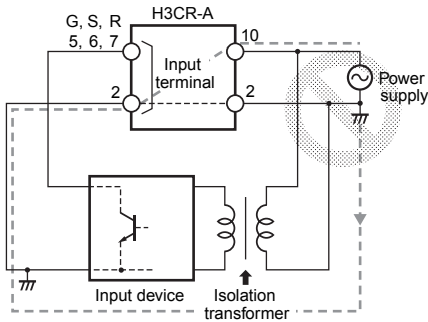 H3CR-A
G, S, R
5, 6, 7
10
Input
terminal
2
2
Power
supply
Input device
Isolation
transformer